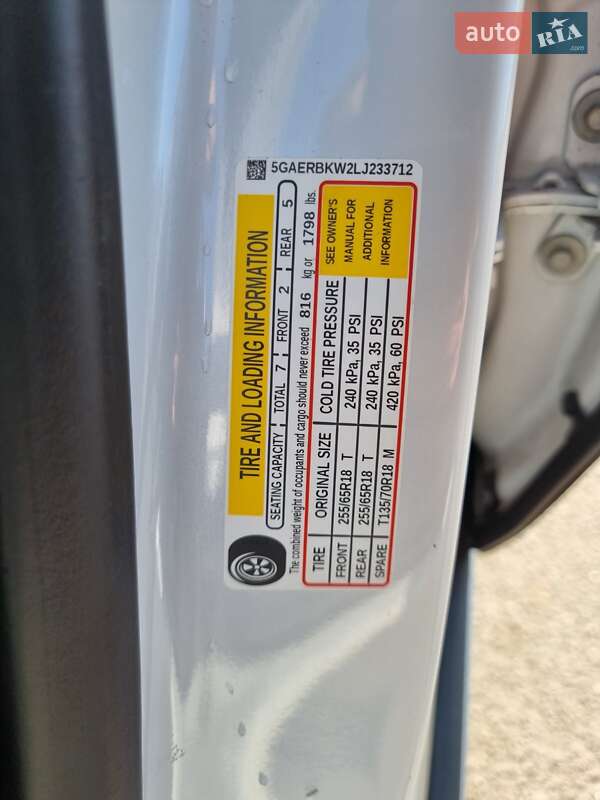 auto RIA .com
5GAERBKW2LJ233712
TIRE AND LOADING INFORMATION
SEATING CAPACITY TOTAL 7 FRONT 2 REAR 5
The combined weight of occupants and cargo should never exceed 816 kg or 1798 lbs.
TIRE ORIGINAL SIZE COLD TIRE PRESSURE
FRONT 255/65R18 T 240 kPa, 35 PSI
REAR 255/65R18 T 240 kPa, 35 PSI
SPARE T135/70R18 M 420 kPa, 60 PSI
SEE OWNER'S
MANUAL FOR
ADDITIONAL
INFORMATION